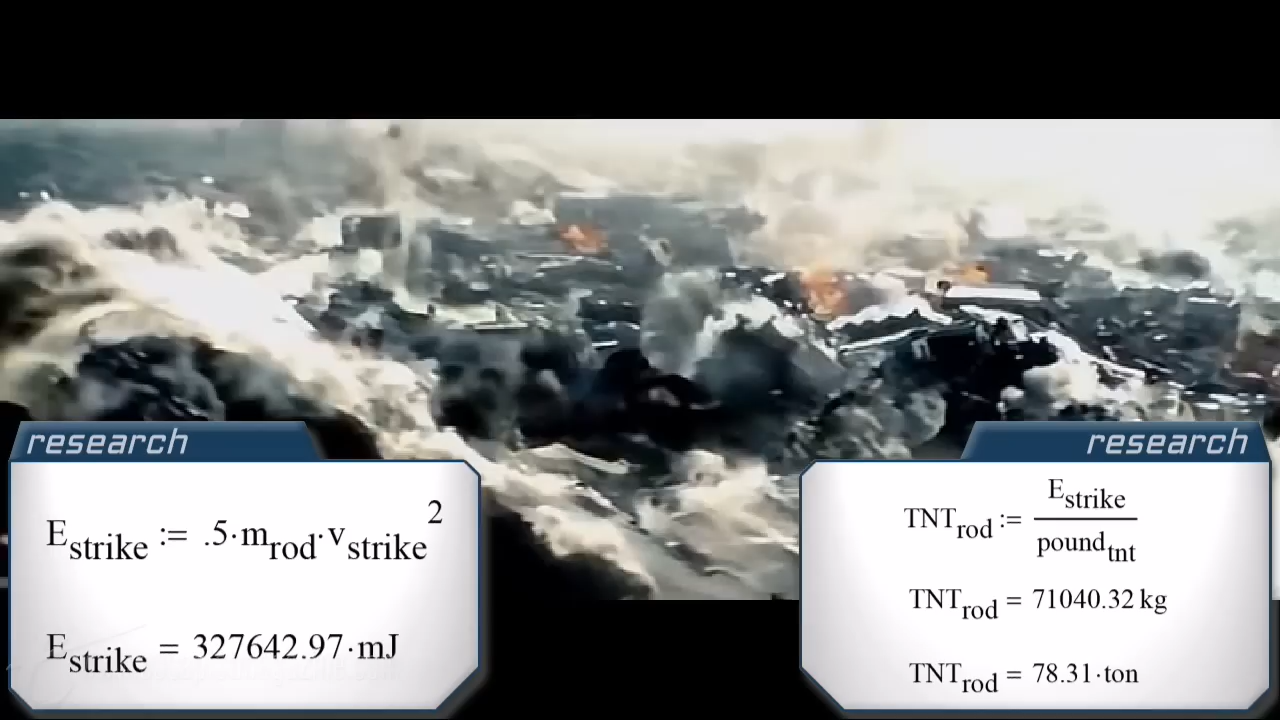 research
E_strike := .5·m_rod·v_strike^2
E_strike = 327642.97·mJ
research
TNT_rod := E_strike / pound_tnt
TNT_rod = 71040.32 kg
TNT_rod = 78.31·ton